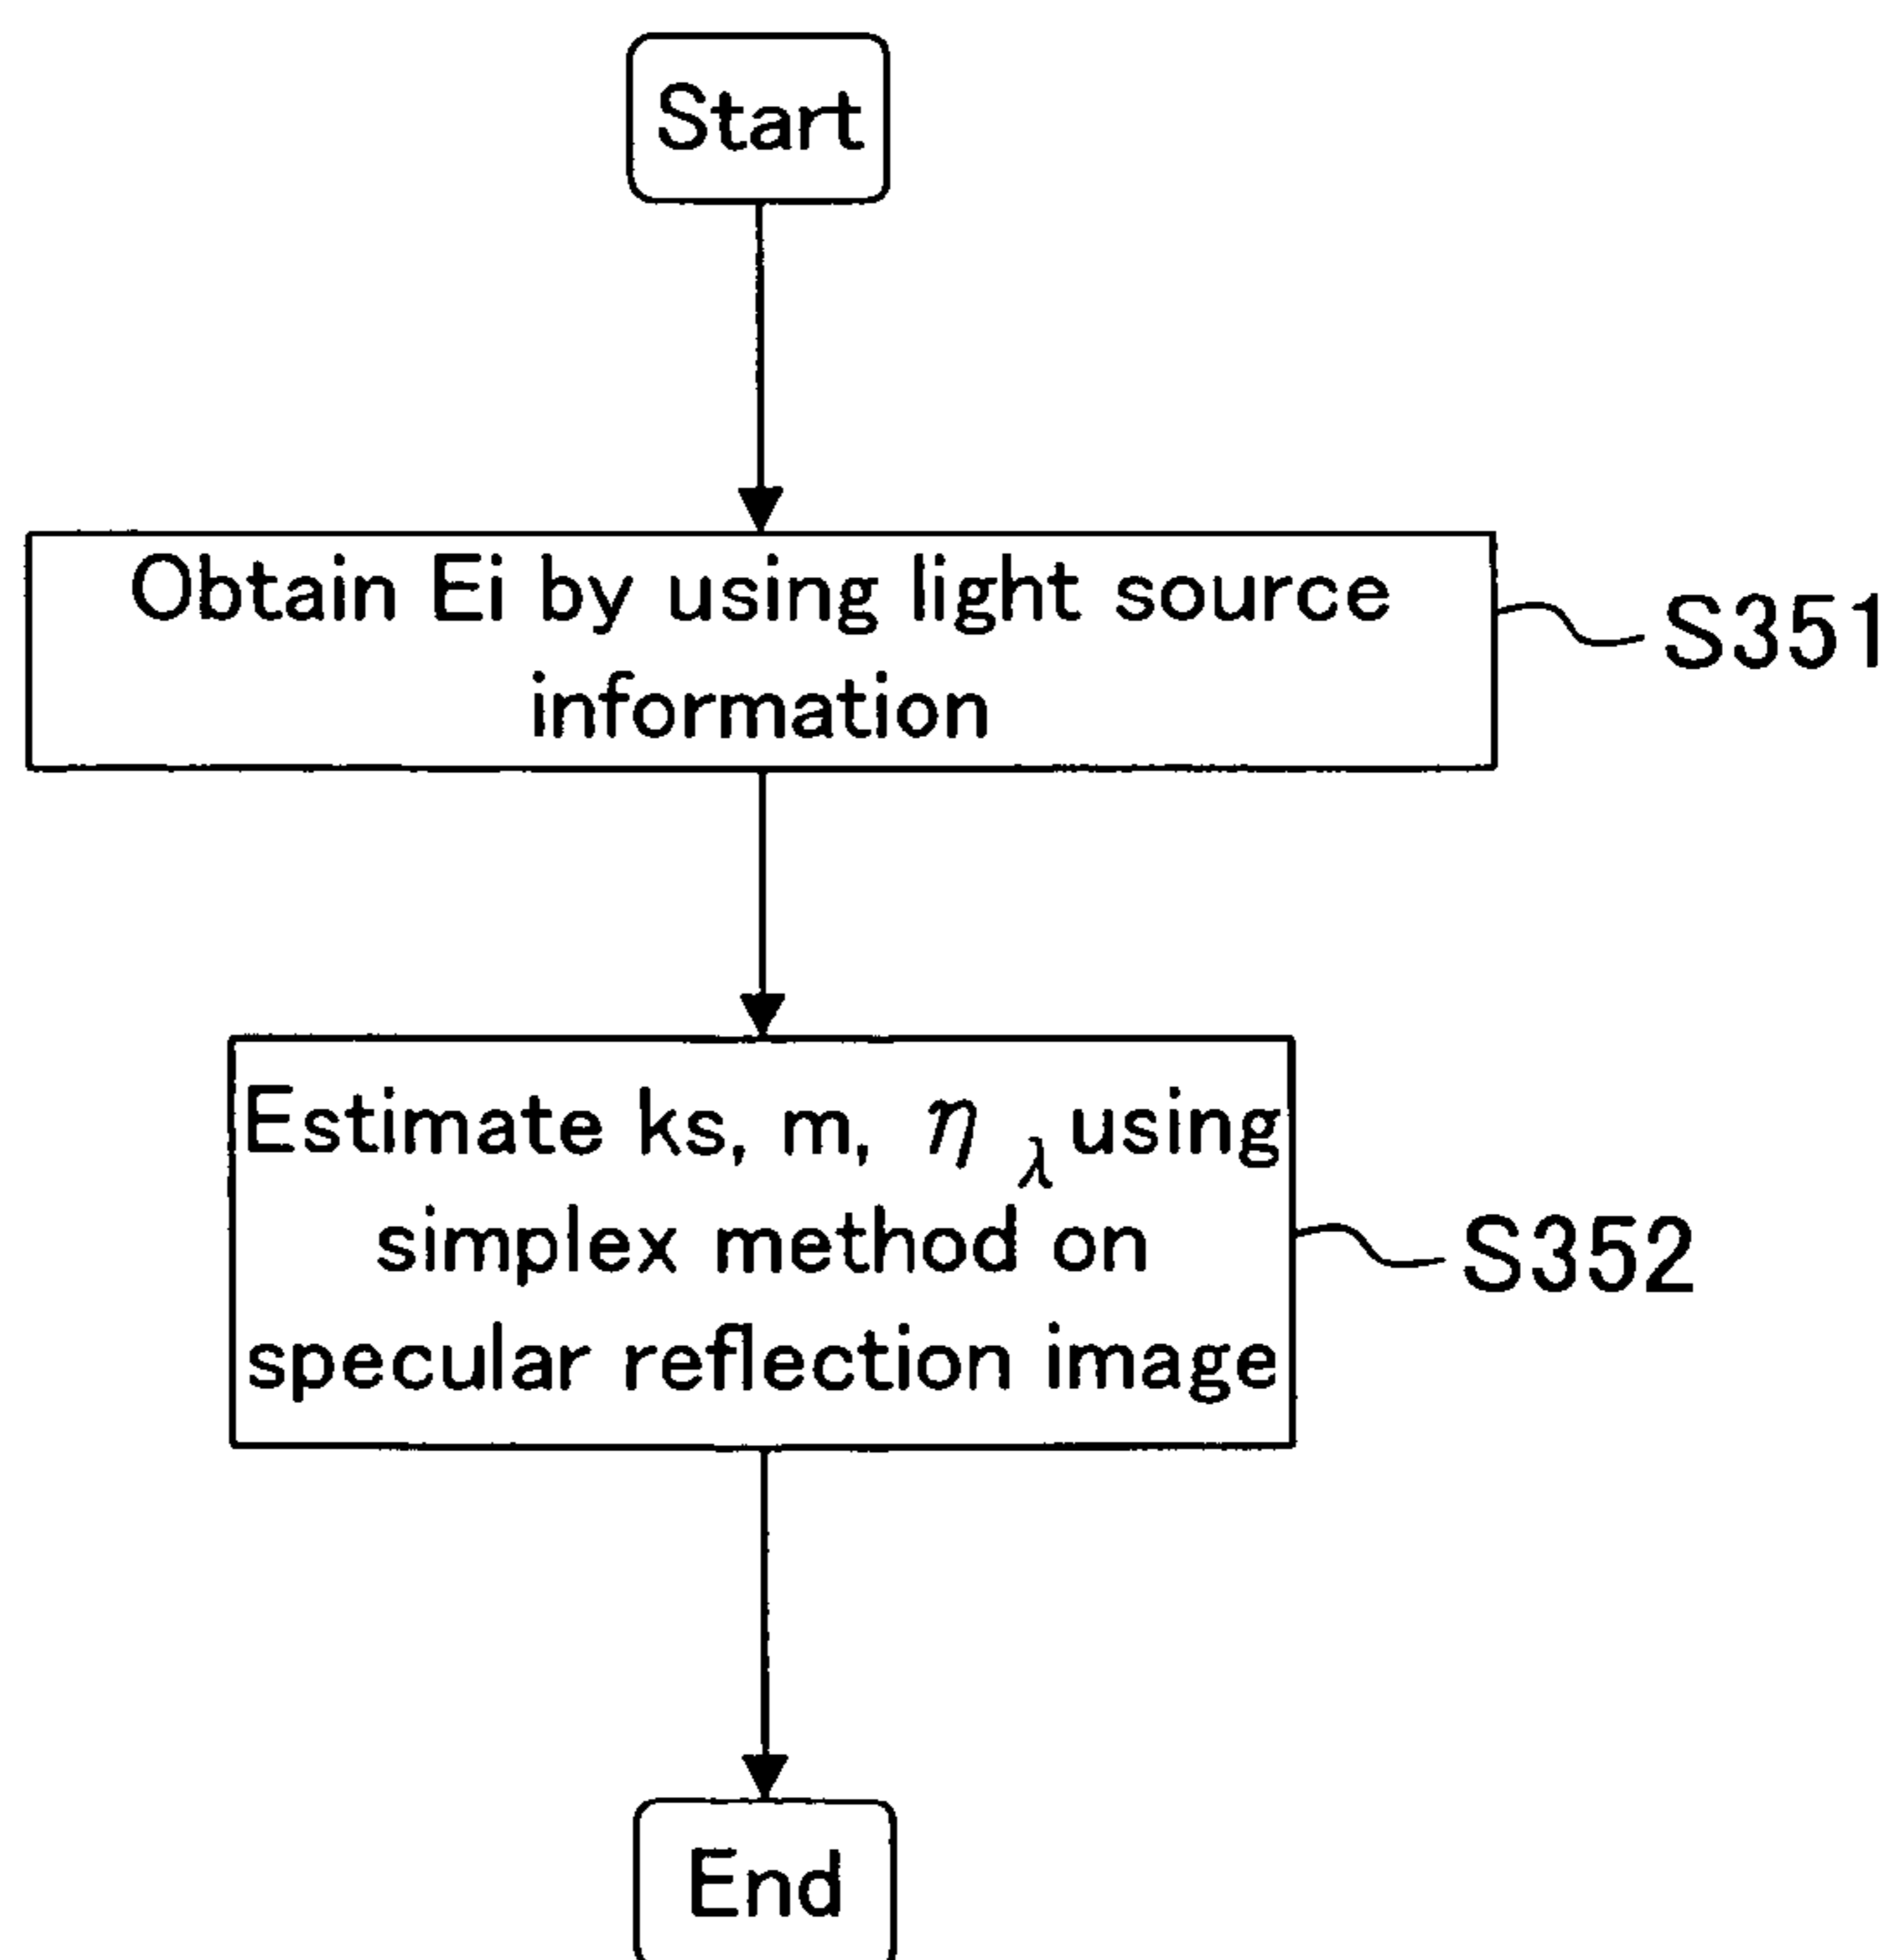 Start
Obtain Ei by using light source
information
S351
Estimate ks, m, η λ using
simplex method on
specular reflection image
S352
End